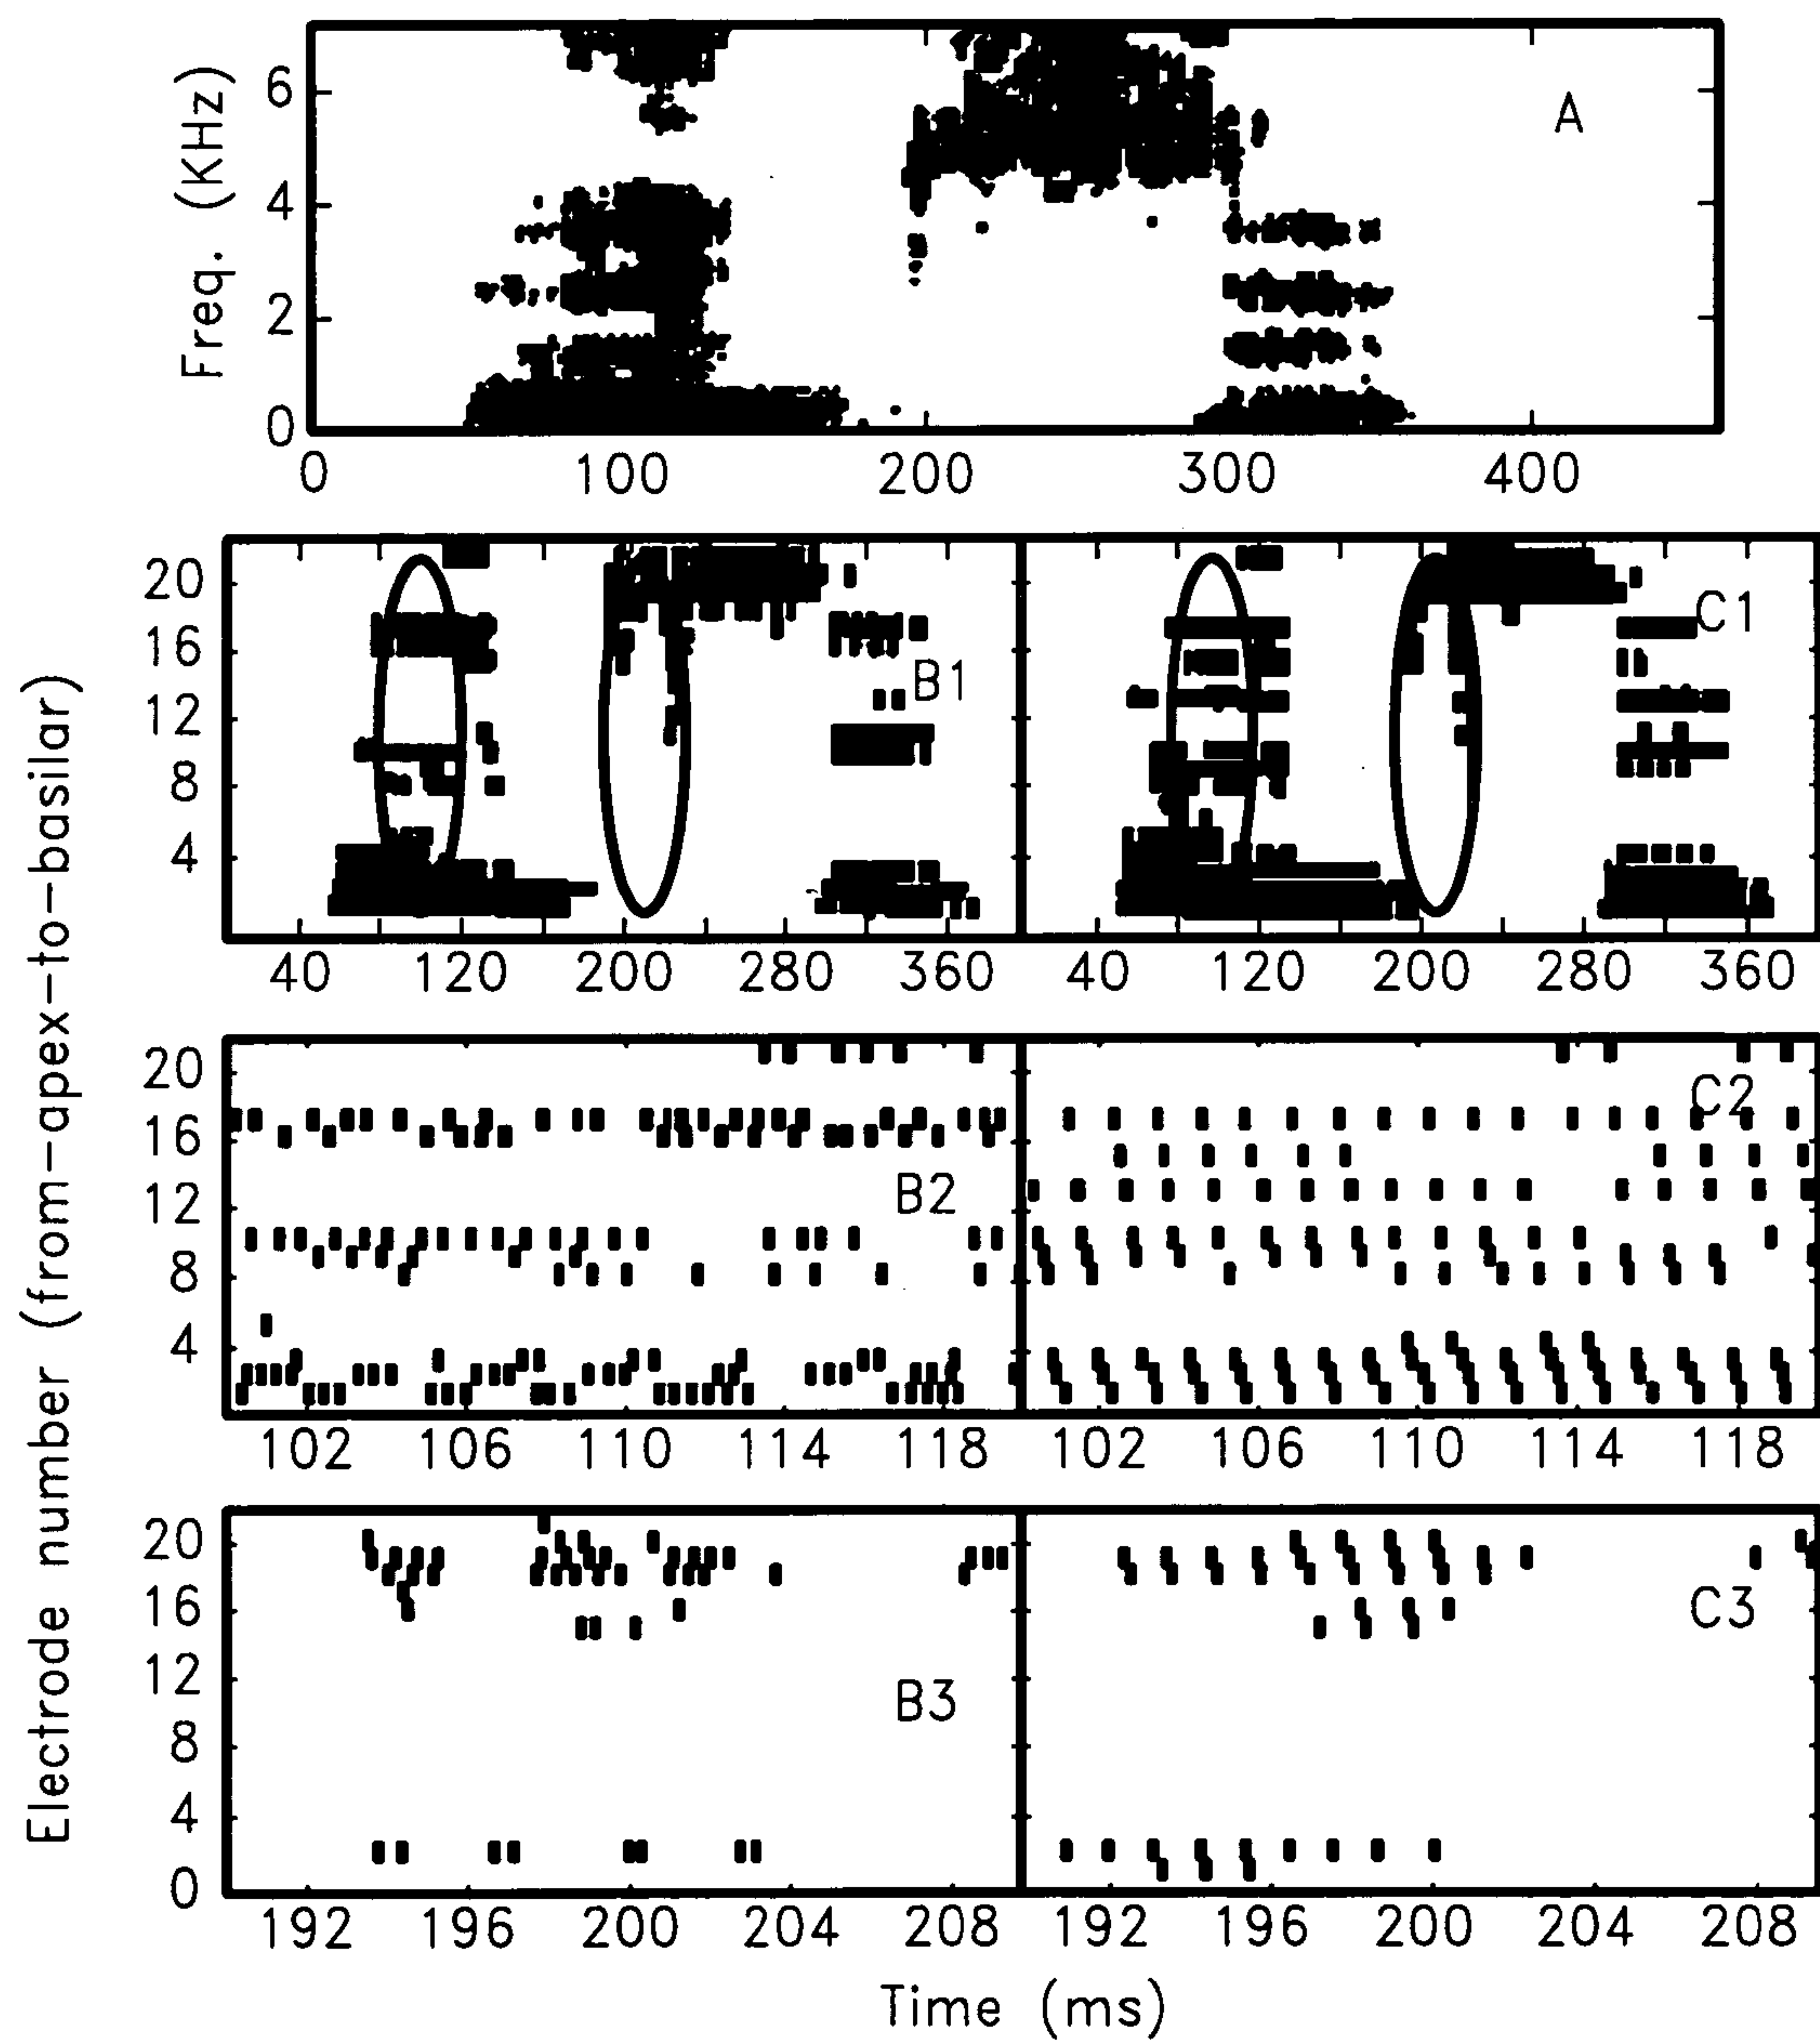 Freq. (KHz)
6
4
2
0
A
0 100 200 300 400
Electrode number (from-apex-to-basilar)
20
16
12
8
4
B1
C1
40 120 200 280 360 40 120 200 280 360
20
16
12
8
4
B2
C2
102 106 110 114 118 102 106 110 114 118
20
16
12
8
4
0
B3
C3
192 196 200 204 208 192 196 200 204 208
Time (ms)